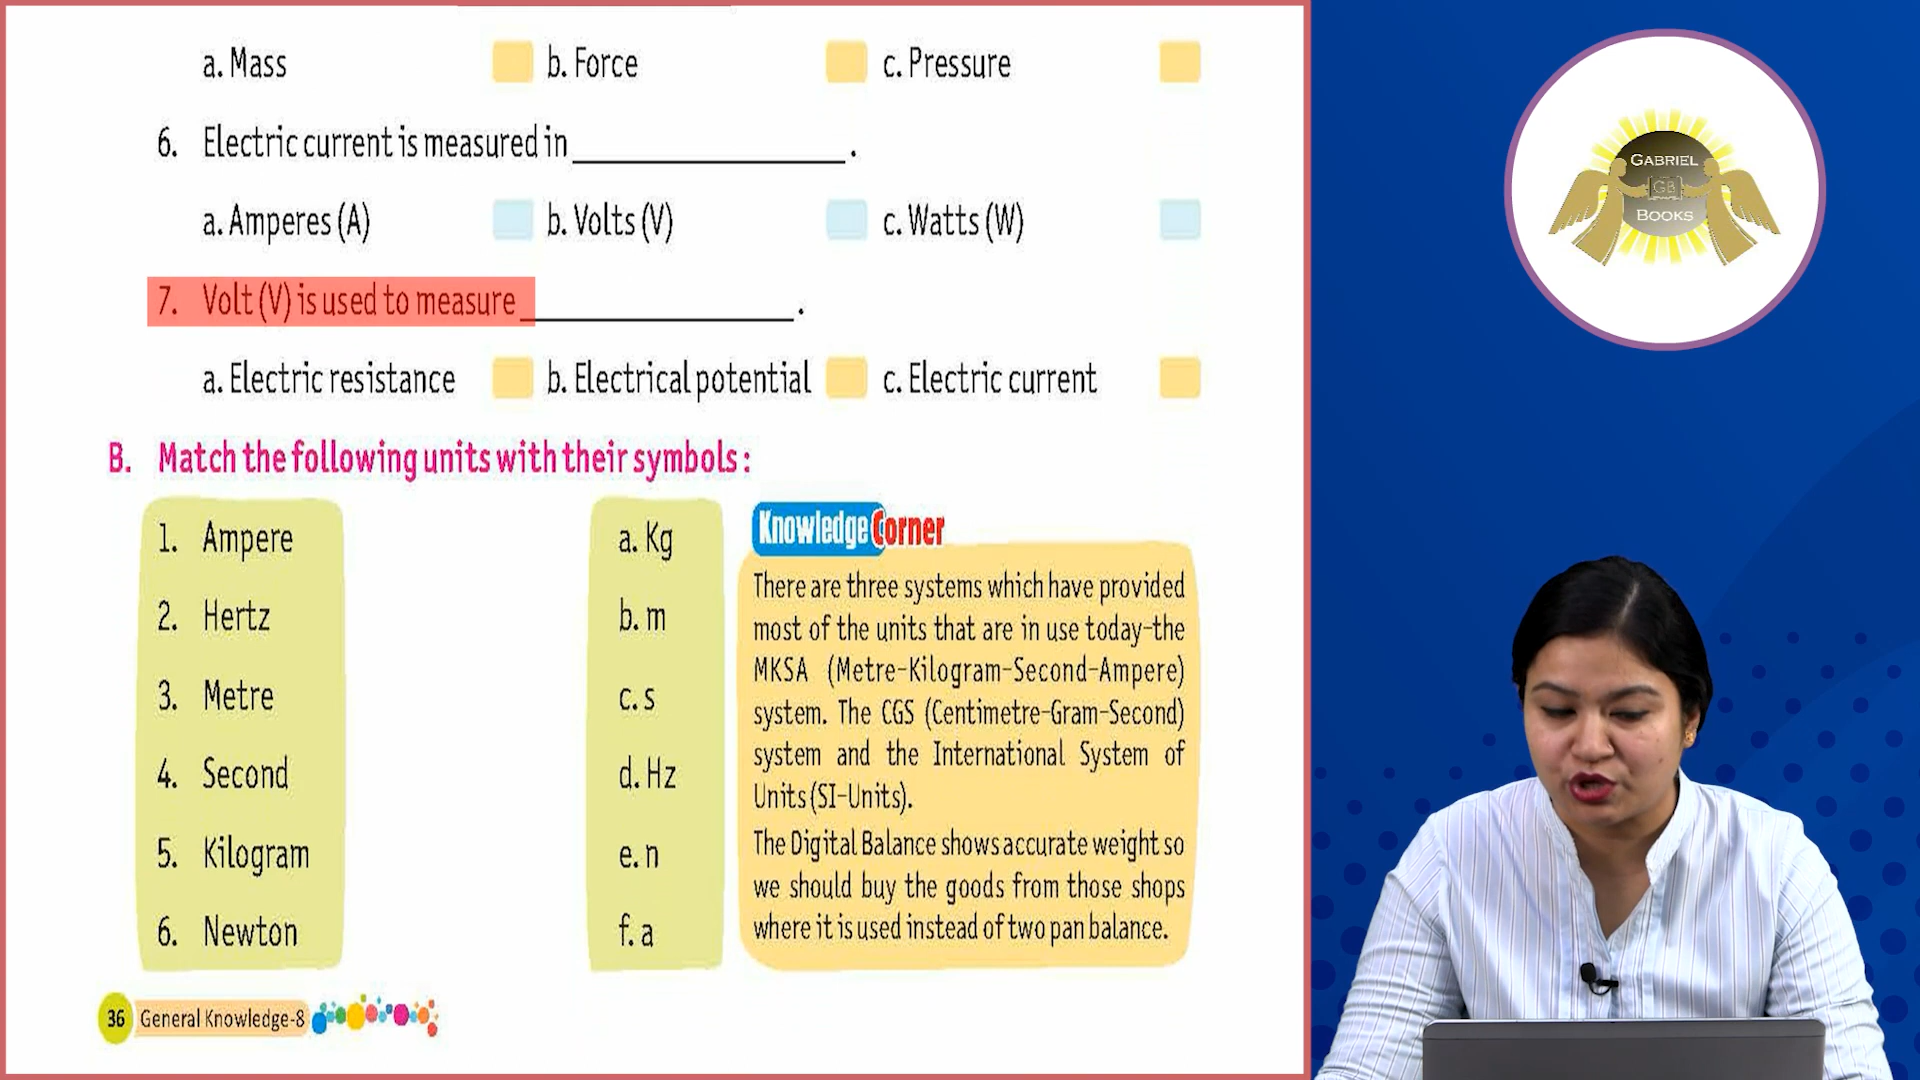 a. Mass b. Force c. Pressure
6. Electric current is measured in ____________.
a. Amperes (A) b. Volts (V) c. Watts (W)
7. Volt (V) is used to measure ____________.
a. Electric resistance b. Electrical potential c. Electric current
B. Match the following units with their symbols :
1. Ampere a. Kg
2. Hertz b. m
3. Metre c. s
4. Second d. Hz
5. Kilogram e. n
6. Newton f. a
Knowledge Corner
There are three systems which have provided
most of the units that are in use today-the
MKSA (Metre-Kilogram-Second-Ampere)
system. The CGS (Centimetre-Gram-Second)
system and the International System of
Units (SI-Units).
The Digital Balance shows accurate weight so
we should buy the goods from those shops
where it is used instead of two pan balance.
36 General Knowledge-8
GABRIEL
GB
BOOKS